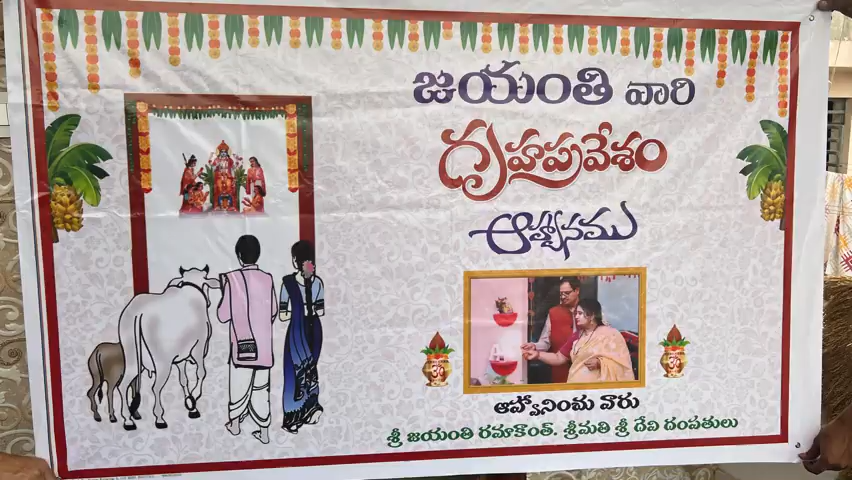 జయంతి వారి
గృహప్రవేశం
ఆహ్వానము
ఆహ్వానించు వారు
శ్రీ జయంతి రమాకాంత్. శ్రీమతి శ్రీ దేవి దంపతులు